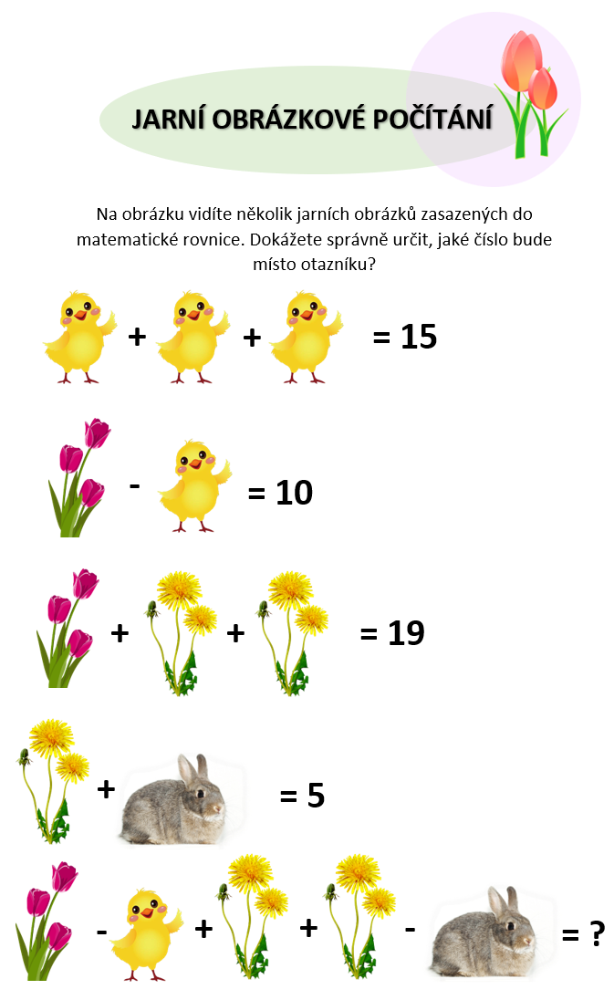 JARNÍ OBRÁZKOVÉ POČÍTÁNÍ
Na obrázku vidíte několik jarních obrázků zasazených do
matematické rovnice. Dokážete správně určit, jaké číslo bude
místo otazníku?
+ + = 15
- = 10
+ + = 19
+ = 5
- + + - = ?